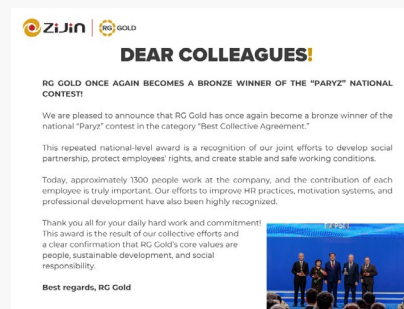 ZiJin RG GOLD
DEAR COLLEAGUES!
RG GOLD ONCE AGAIN BECOMES A BRONZE WINNER OF THE “PARYZ” NATIONAL
CONTEST!
We are pleased to announce that RG Gold has once again become a bronze winner of the
national “Paryz” contest in the category “Best Collective Agreement.”
This repeated national-level award is a recognition of our joint efforts to develop social
partnership, protect employees’ rights, and create stable and safe working conditions.
Today, approximately 1300 people work at the company, and the contribution of each
employee is truly important. Our efforts to improve HR practices, motivation systems, and
professional development have also been highly recognized.
Thank you all for your daily hard work and commitment!
This award is the result of our collective efforts and
a clear confirmation that RG Gold’s core values are
people, sustainable development, and social
responsibility.
Best regards, RG Gold